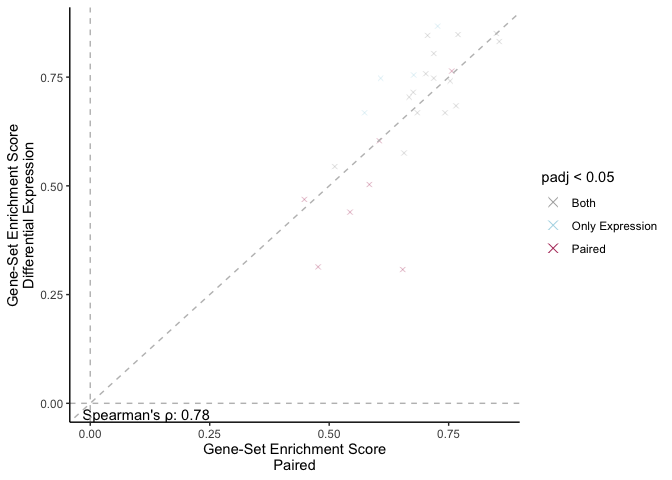 Gene-Set Enrichment Score
Differential Expression
0.75
0.50
0.25
0.00
Spearman's ρ: 0.78
0.00
0.25
0.50
0.75
Gene-Set Enrichment Score
Paired
padj < 0.05
Both
Only Expression
Paired